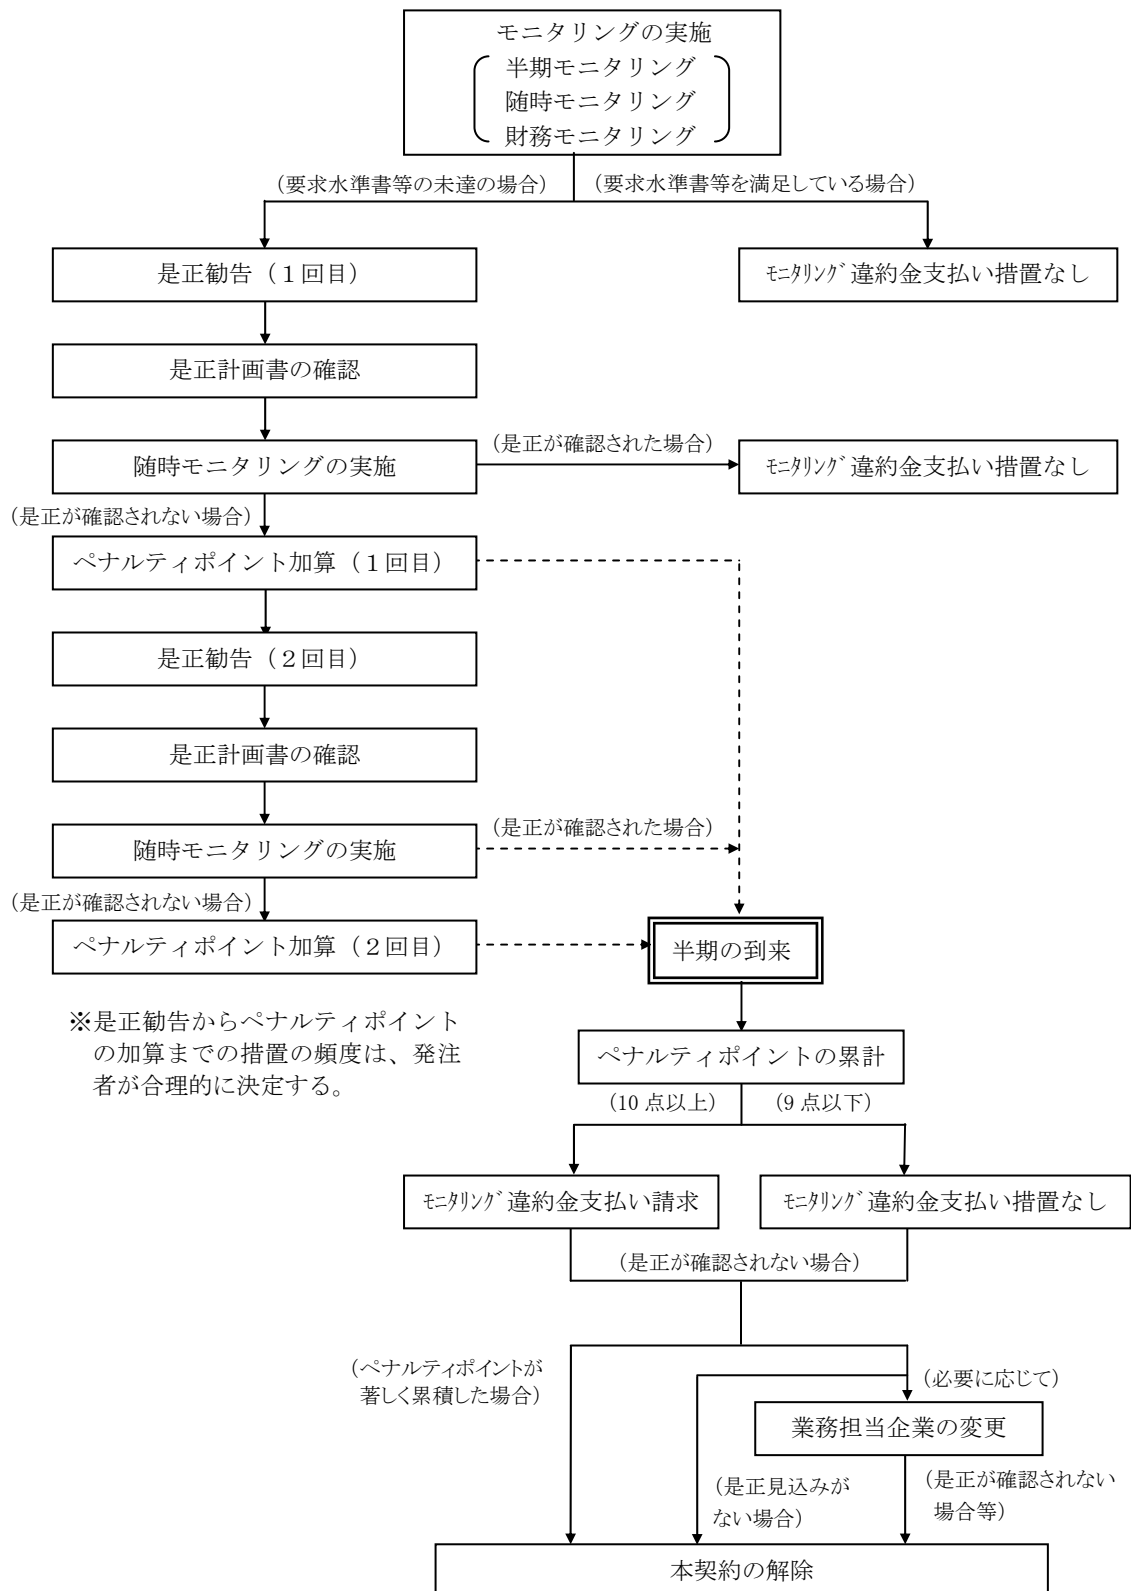 モニタリングの実施
半期モニタリング
随時モニタリング
財務モニタリング
（要求水準書等の未達の場合）
（要求水準書等を満足している場合）
是正勧告（１回目）
ﾓﾆﾀﾘﾝｸﾞ違約金支払い措置なし
是正計画書の確認
随時モニタリングの実施
（是正が確認された場合）
ﾓﾆﾀﾘﾝｸﾞ違約金支払い措置なし
（是正が確認されない場合）
ペナルティポイント加算（１回目）
是正勧告（２回目）
是正計画書の確認
随時モニタリングの実施
（是正が確認された場合）
（是正が確認されない場合）
ペナルティポイント加算（２回目）
半期の到来
※是正勧告からペナルティポイント
の加算までの措置の頻度は、発注
者が合理的に決定する。
ペナルティポイントの累計
（10 点以上）
（9 点以下）
ﾓﾆﾀﾘﾝｸﾞ違約金支払い請求
ﾓﾆﾀﾘﾝｸﾞ違約金支払い措置なし
（是正が確認されない場合）
（ペナルティポイントが
著しく累積した場合）
（必要に応じて）
業務担当企業の変更
（是正見込みが
ない場合）
（是正が確認されない
場合等）
本契約の解除